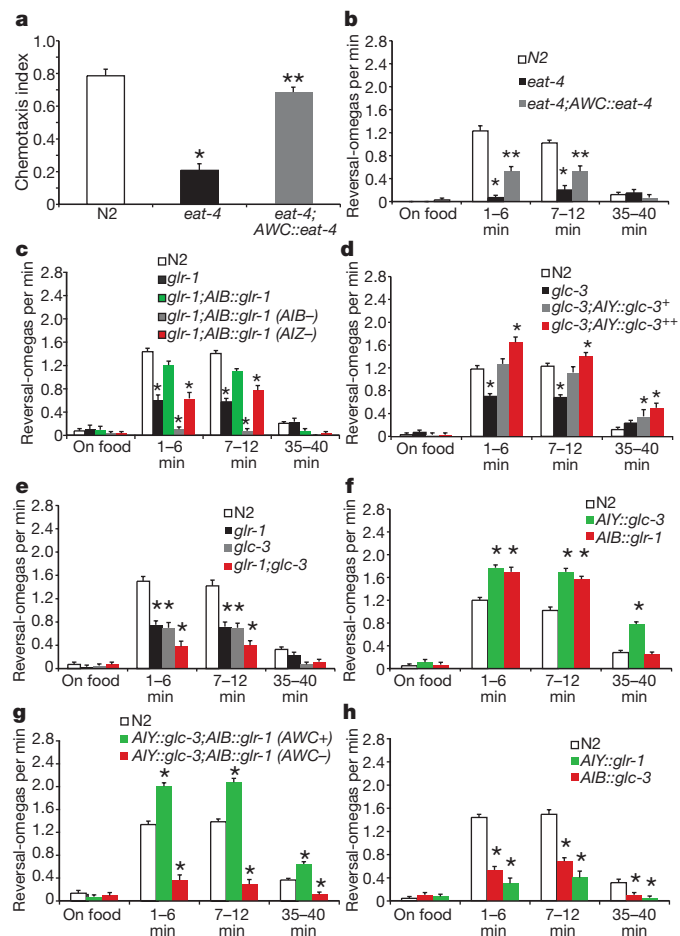 a
Chemotaxis index
1.0
0.8
0.6
0.4
0.2
0
*
**
N2
eat-4
eat-4;
AWC::eat-4
b
Reversal-omegas per min
2.8
2.4
2.0
1.6
1.2
0.8
0.4
0
N2
eat-4
eat-4;AWC::eat-4
*
**
*
**
On food
1–6
min
7–12
min
35–40
min
c
Reversal-omegas per min
2.8
2.4
2.0
1.6
1.2
0.8
0.4
0
N2
glr-1
glr-1;AIB::glr-1
glr-1;AIB::glr-1 (AIB–)
glr-1;AIB::glr-1 (AIZ–)
*
*
*
*
*
*
On food
1–6
min
7–12
min
35–40
min
d
Reversal-omegas per min
2.8
2.4
2.0
1.6
1.2
0.8
0.4
0
N2
glc-3
glc-3;AIY::glc-3+
glc-3;AIY::glc-3++
*
*
*
*
*
*
On food
1–6
min
7–12
min
35–40
min
e
Reversal-omegas per min
2.8
2.4
2.0
1.6
1.2
0.8
0.4
0
N2
glr-1
glc-3
glr-1;glc-3
**
*
**
*
On food
1–6
min
7–12
min
35–40
min
f
Reversal-omegas per min
2.8
2.4
2.0
1.6
1.2
0.8
0.4
0
N2
AIY::glc-3
AIB::glr-1
* *
* *
*
On food
1–6
min
7–12
min
35–40
min
g
Reversal-omegas per min
2.8
2.4
2.0
1.6
1.2
0.8
0.4
0
N2
AIY::glc-3;AIB::glr-1 (AWC+)
AIY::glc-3;AIB::glr-1 (AWC–)
*
*
*
*
*
*
On food
1–6
min
7–12
min
35–40
min
h
Reversal-omegas per min
2.8
2.4
2.0
1.6
1.2
0.8
0.4
0
N2
AIY::glr-1
AIB::glc-3
*
*
*
*
*
*
On food
1–6
min
7–12
min
35–40
min